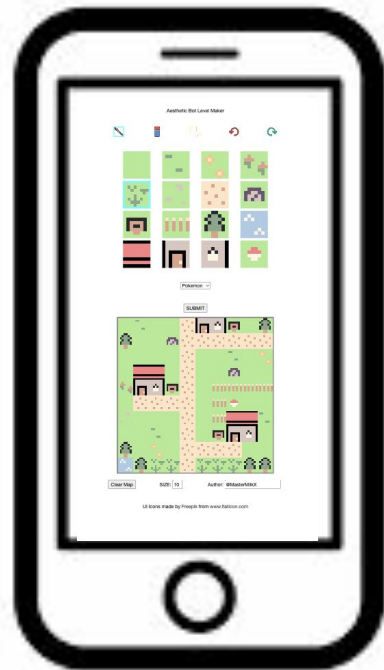 Aesthetic Bot Level Maker
Pokemon
SUBMIT
Clear Map SIZE: 10 Author: @MasterMilkX
UI Icons made by Freepik from www.flaticon.com